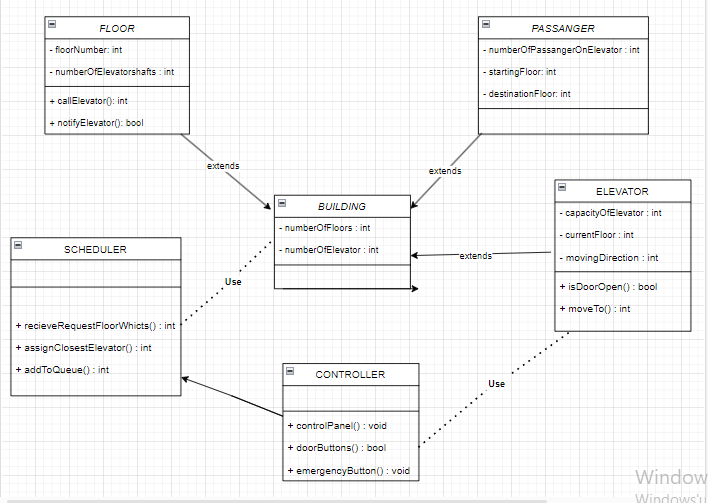 FLOOR
- floorNumber: int
- numberOfElevatorshafts : int
+ callElevator(): int
+ notifyElevator(): bool
PASSANGER
- numberOfPassangerOnElevator : int
- startingFloor: int
- destinationFloor: int
extends
extends
BUILDING
- numberOfFloors : int
- numberOfElevator : int
ELEVATOR
- capacityOfElevator : int
- currentFloor : int
- movingDirection : int
+ isDoorOpen() : bool
+ moveTo() : int
extends
SCHEDULER
+ recieveRequestFloorWhicts() : int
+ assignClosestElevator() : int
+ addToQueue() : int
Use
CONTROLLER
+ controlPanel() : void
+ doorButtons() : bool
+ emergencyButton() : void
Use
Window
Windows'u